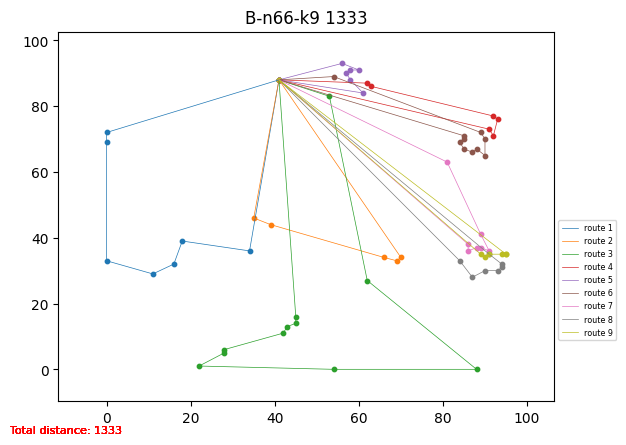 B-n66-k9 1333
100
80
60
40
20
0
0 20 40 60 80 100
route 1
route 2
route 3
route 4
route 5
route 6
route 7
route 8
route 9
Total distance: 1333